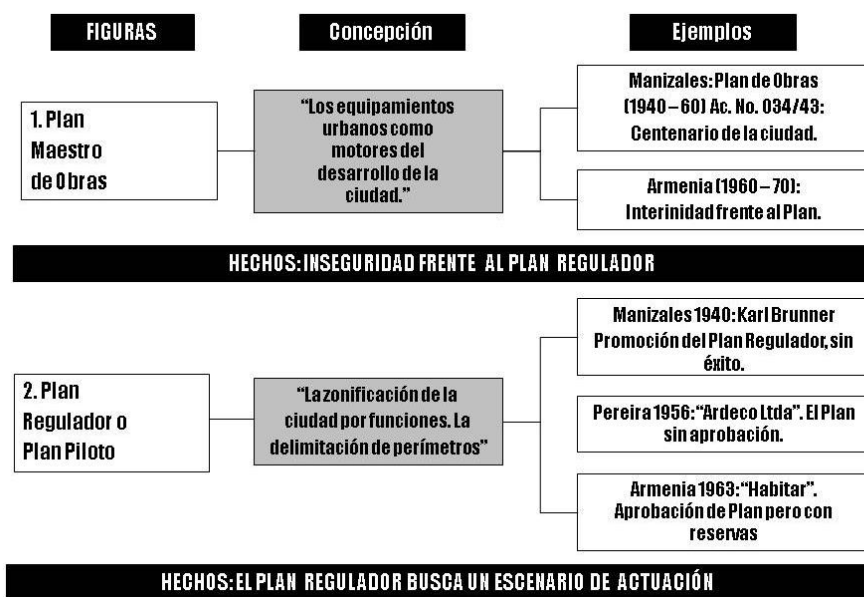 FIGURAS
Concepción
Ejemplos
1. Plan
Maestro
de Obras
“Los equipamientos
urbanos como
motores del
desarrollo de la
ciudad.”
Manizales: Plan de Obras
(1940 – 60) Ac. No. 034/43:
Centenario de la ciudad.
Armenia (1960 – 70):
Interinidad frente al Plan.
HECHOS: INSEGURIDAD FRENTE AL PLAN REGULADOR
2. Plan
Regulador o
Plan Piloto
“La zonificación de la
ciudad por funciones. La
delimitación de perímetros”
Manizales 1940: Karl Brunner
Promoción del Plan Regulador, sin
éxito.
Pereira 1956: “Ardeco Ltda”. El Plan
sin aprobación.
Armenia 1963: “Habitar”.
Aprobación de Plan pero con
reservas
HECHOS: EL PLAN REGULADOR BUSCA UN ESCENARIO DE ACTUACIÓN